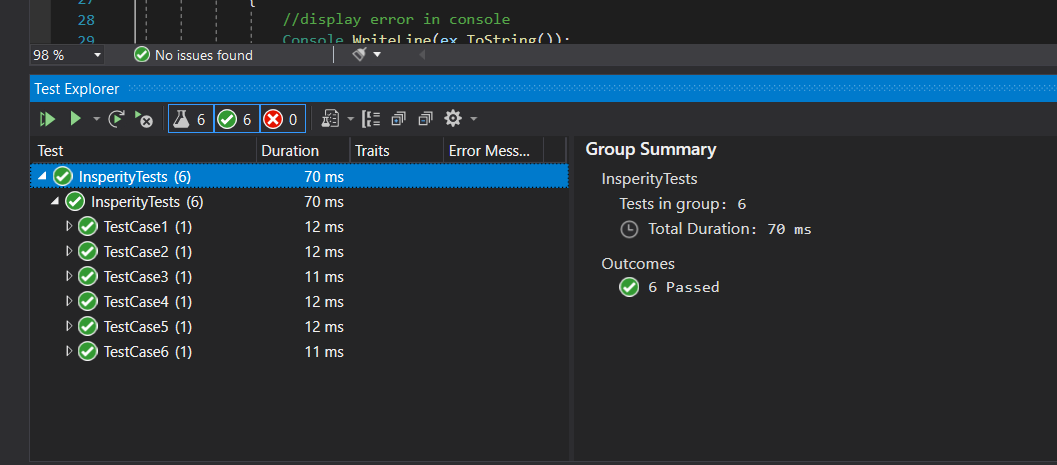 27 {
28 //display error in console
29 Console.WriteLine(ex.ToString());
98 % No issues found
Test Explorer
6 6 0
Test Duration Traits Error Mess...
InsperityTests (6) 70 ms
InsperityTests (6) 70 ms
TestCase1 (1) 12 ms
TestCase2 (1) 12 ms
TestCase3 (1) 11 ms
TestCase4 (1) 12 ms
TestCase5 (1) 12 ms
TestCase6 (1) 11 ms
Group Summary
InsperityTests
Tests in group: 6
Total Duration: 70 ms
Outcomes
6 Passed